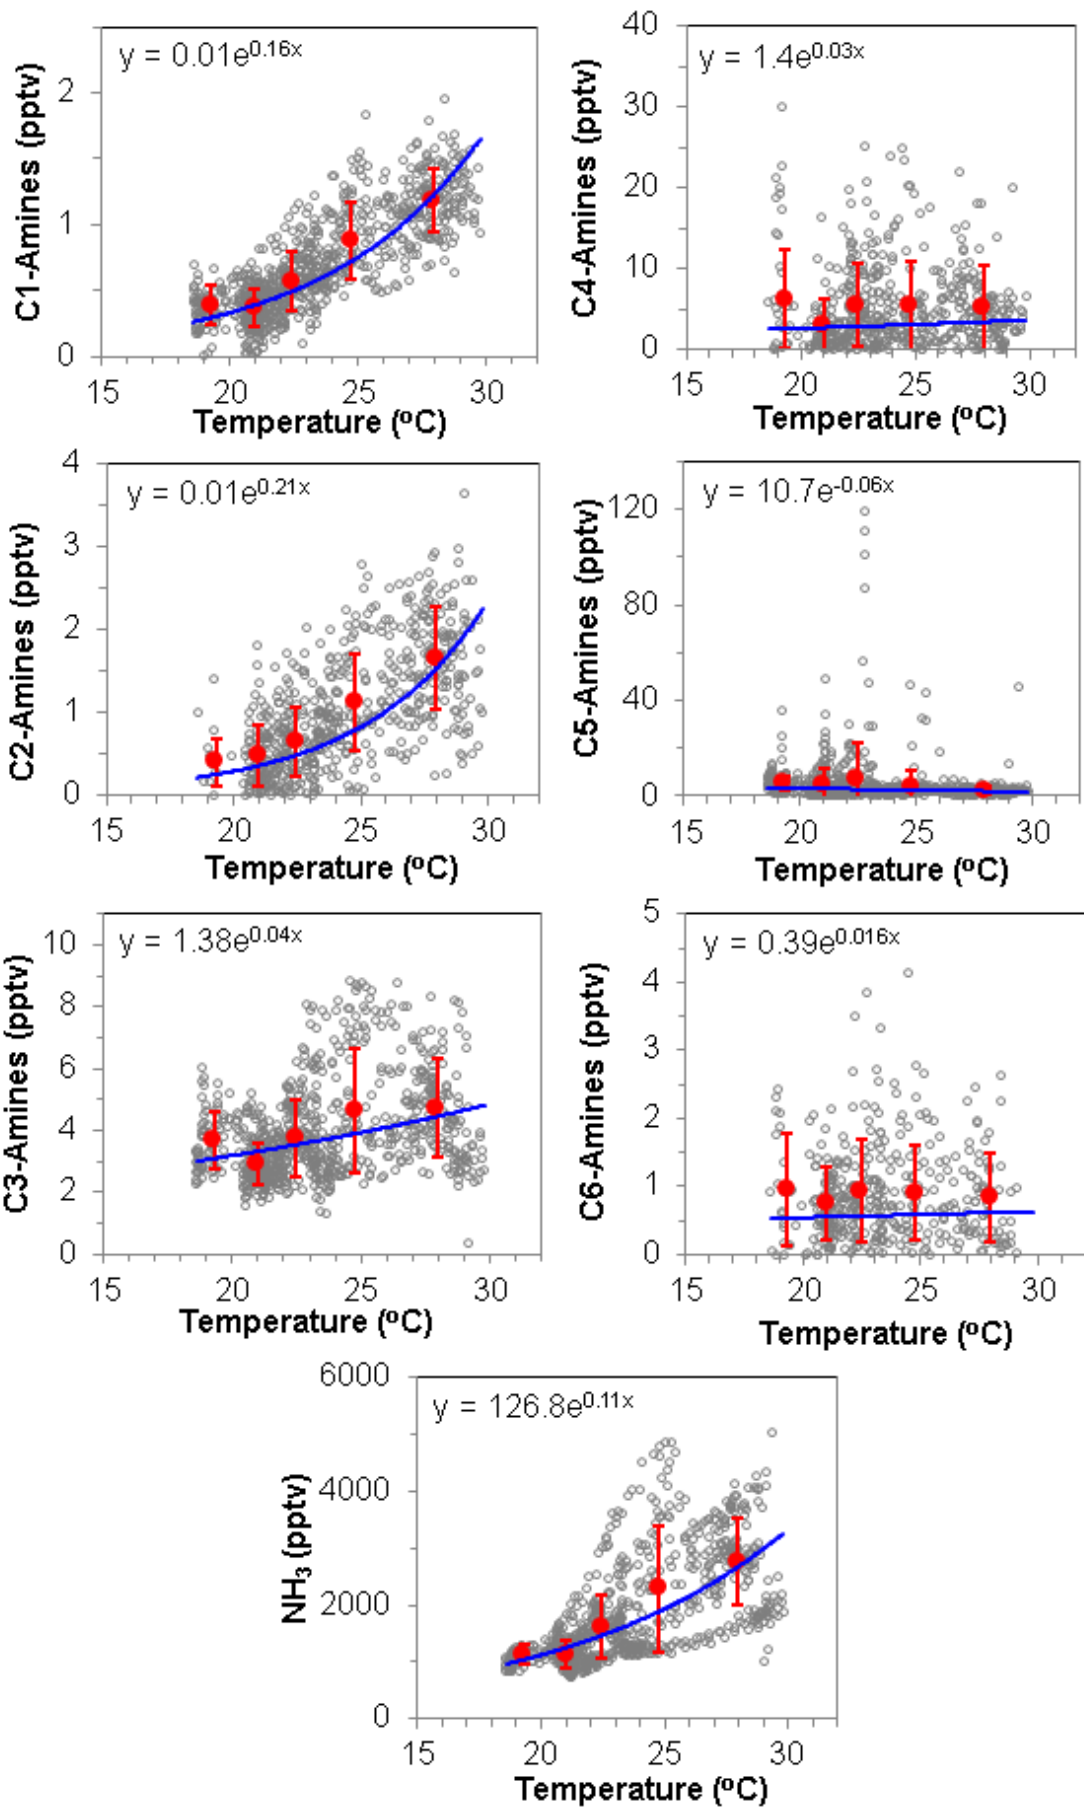 y = 0.01e^0.16x
C1-Amines (pptv)
2
1
0
15 20 25 30
Temperature (°C)
y = 1.4e^0.03x
C4-Amines (pptv)
40
30
20
10
0
15 20 25 30
Temperature (°C)
y = 0.01e^0.21x
C2-Amines (pptv)
4
3
2
1
0
15 20 25 30
Temperature (°C)
y = 10.7e^-0.06x
C5-Amines (pptv)
120
80
40
0
15 20 25 30
Temperature (°C)
y = 1.38e^0.04x
C3-Amines (pptv)
10
8
6
4
2
0
15 20 25 30
Temperature (°C)
y = 0.39e^0.016x
C6-Amines (pptv)
5
4
3
2
1
0
15 20 25 30
Temperature (°C)
y = 126.8e^0.11x
NH₃ (pptv)
6000
4000
2000
0
15 20 25 30
Temperature (°C)